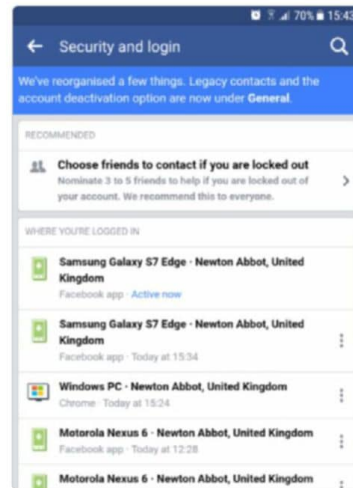 70% 15:43
Security and login
We've reorganised a few things. Legacy contacts and the
account deactivation option are now under General.
RECOMMENDED
Choose friends to contact if you are locked out
Nominate 3 to 5 friends to help if you are locked out of
your account. We recommend this to everyone.
WHERE YOU'RE LOGGED IN
Samsung Galaxy S7 Edge · Newton Abbot, United
Kingdom
Facebook app · Active now
Samsung Galaxy S7 Edge · Newton Abbot, United
Kingdom
Facebook app · Today at 15:34
Windows PC · Newton Abbot, United Kingdom
Chrome · Today at 15:24
Motorola Nexus 6 · Newton Abbot, United Kingdom
Facebook app · Today at 12:28
Motorola Nexus 6 · Newton Abbot, United Kingdom